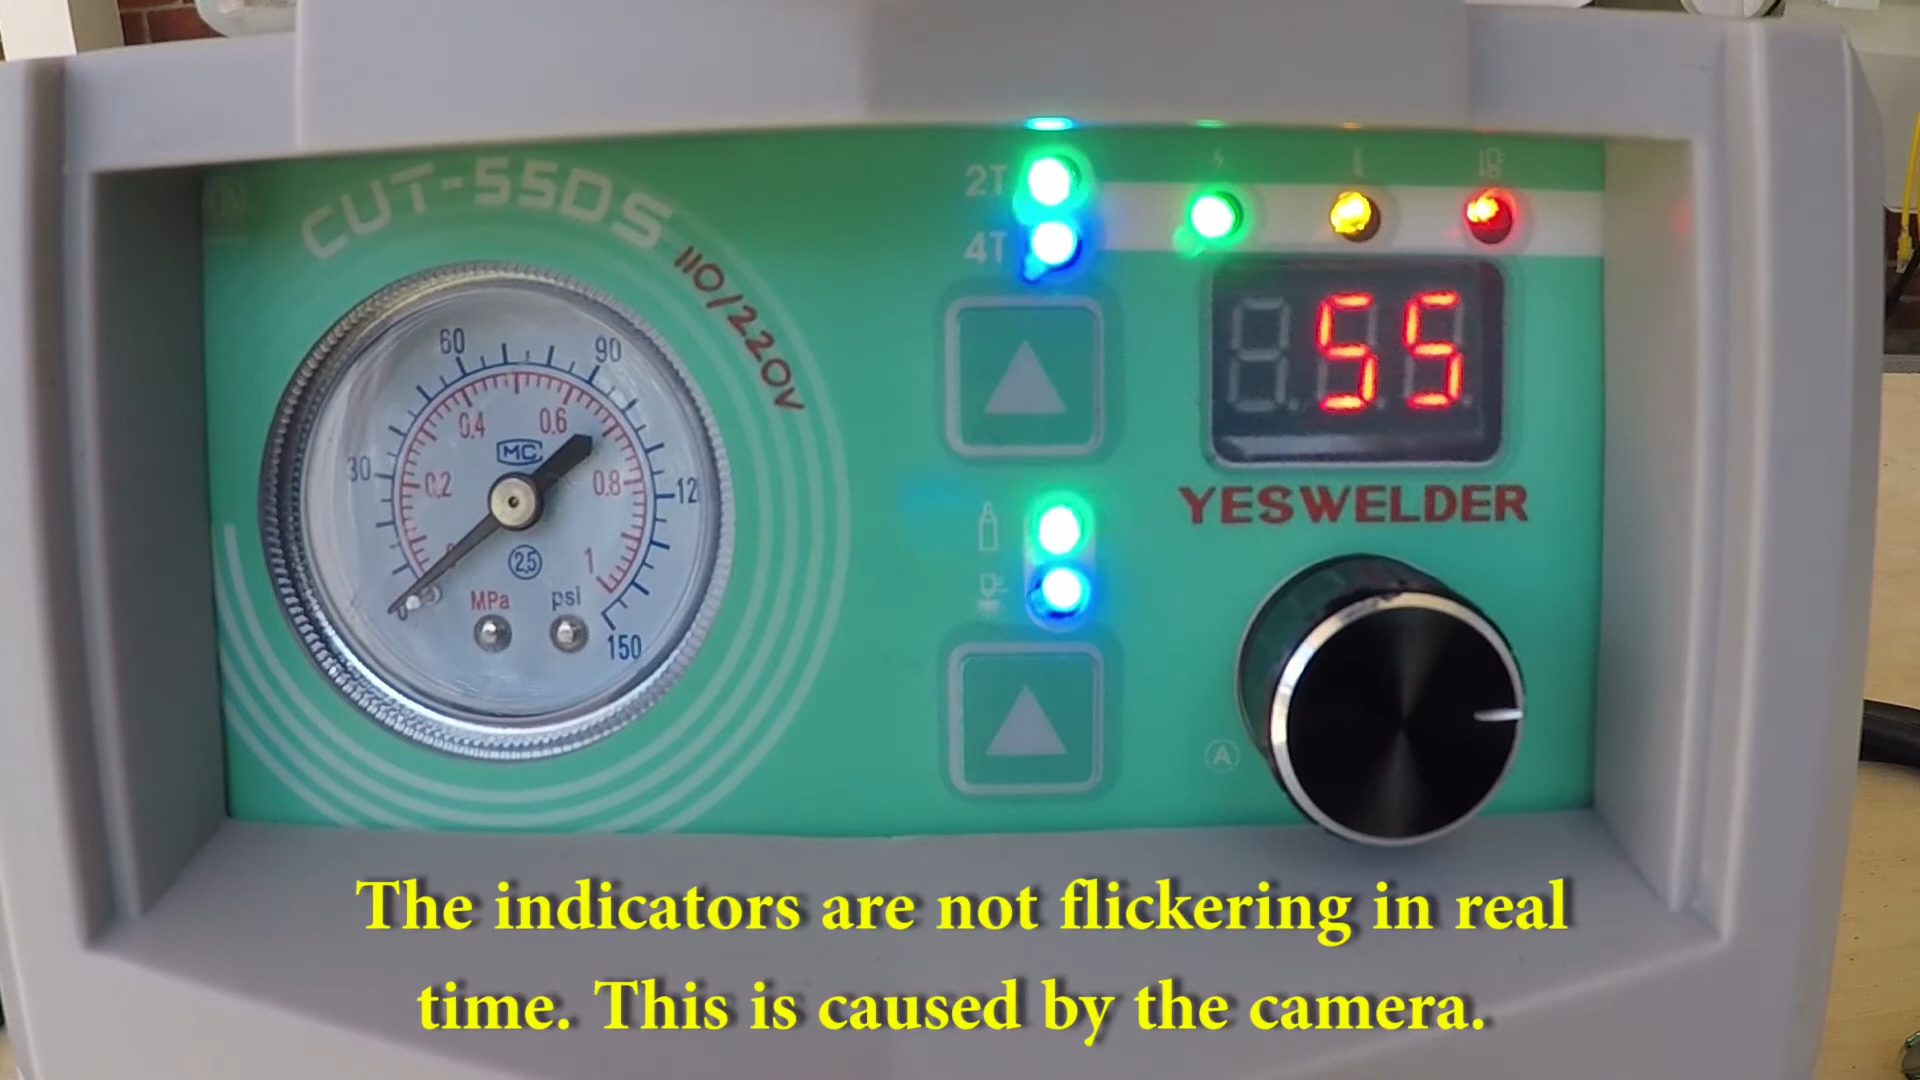 CUT-55DS
110/220V
2T
4T
60
90
0.4
0.6
MC
30
0.2
0.8
12
55
YESWELDER
2.5
1
MPa
psi
150
A
The indicators are not flickering in real
time. This is caused by the camera.